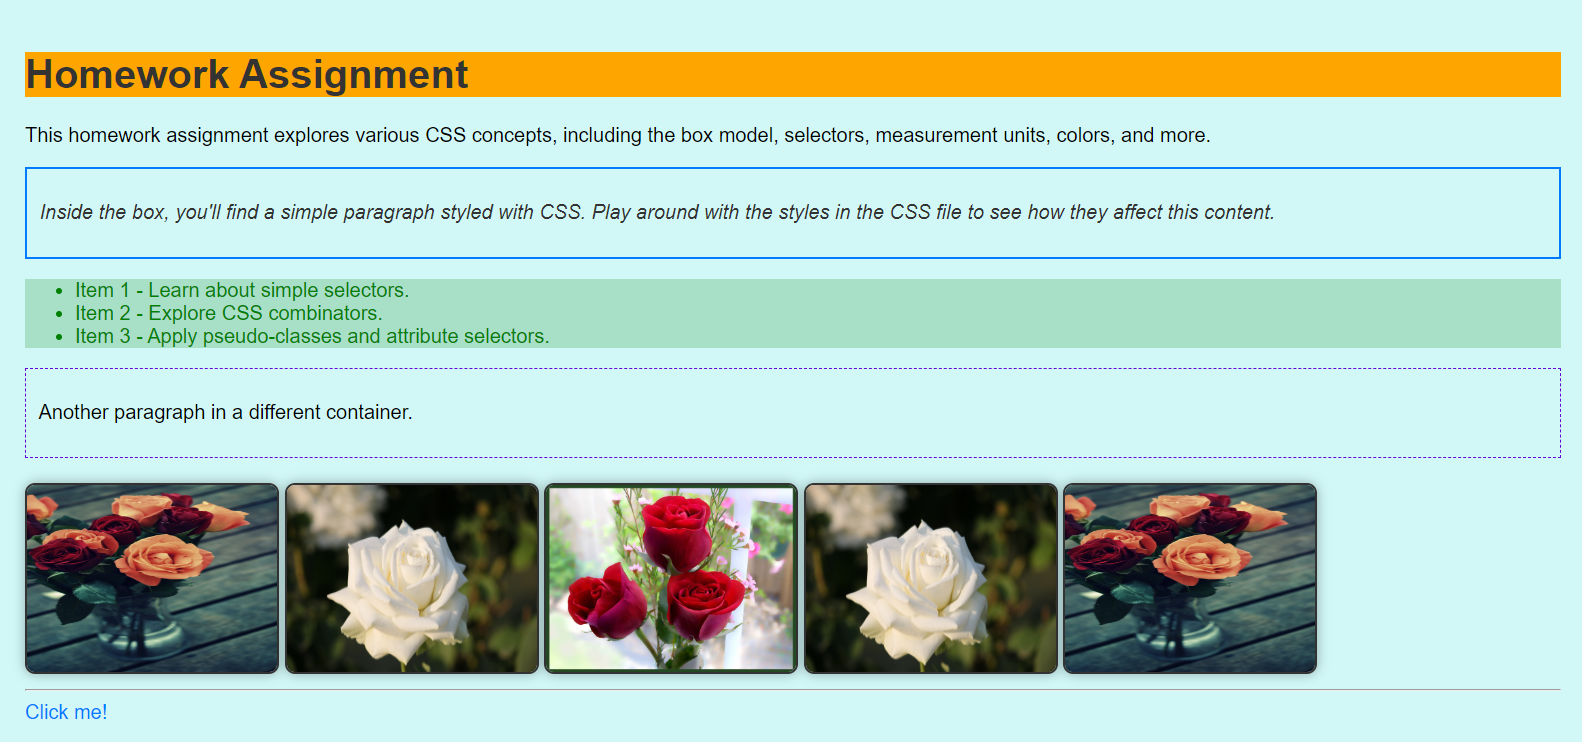 Homework Assignment
This homework assignment explores various CSS concepts, including the box model, selectors, measurement units, colors, and more.
Inside the box, you'll find a simple paragraph styled with CSS. Play around with the styles in the CSS file to see how they affect this content.
• Item 1 - Learn about simple selectors.
• Item 2 - Explore CSS combinators.
• Item 3 - Apply pseudo-classes and attribute selectors.
Another paragraph in a different container.
Click me!